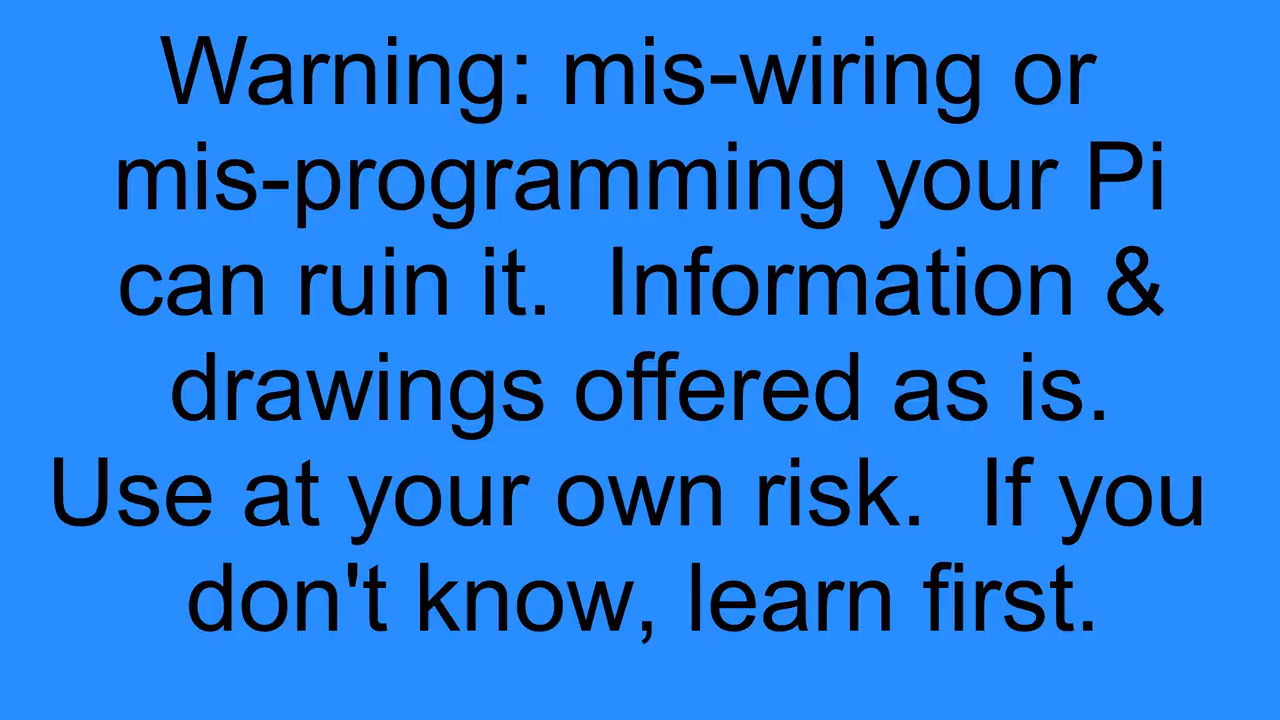 Warning: mis-wiring or
mis-programming your Pi
can ruin it.  Information &
drawings offered as is.
Use at your own risk.  If you
don't know, learn first.